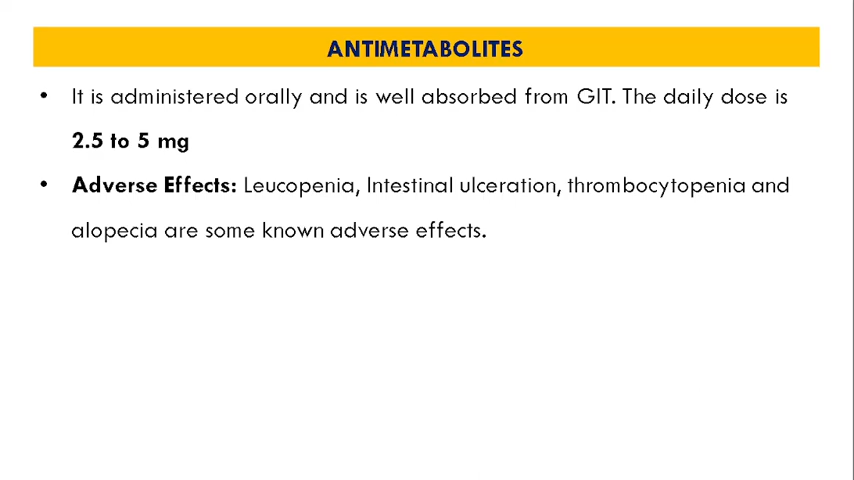 ANTIMETABOLITES
• It is administered orally and is well absorbed from GIT. The daily dose is
2.5 to 5 mg
• Adverse Effects: Leucopenia, Intestinal ulceration, thrombocytopenia and
alopecia are some known adverse effects.